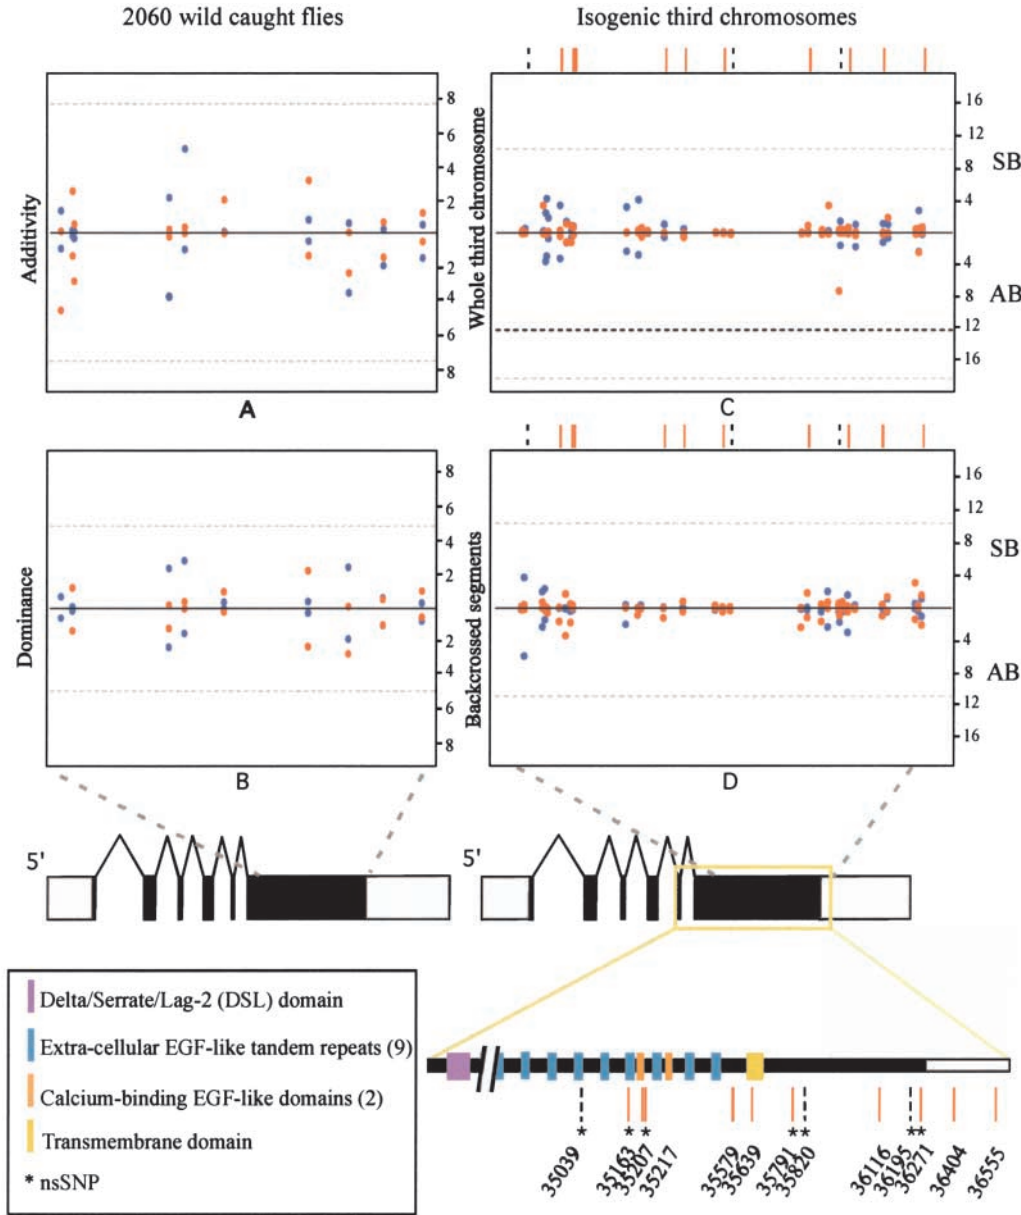 2060 wild caught flies
Isogenic third chromosomes
Additivity
8
6
4
2
2
4
6
8
A
Whole third chromosome
16
12
8
4
4
8
12
16
SB
AB
C
Dominance
8
6
4
2
2
4
6
8
B
Backcrossed segments
16
12
8
4
4
8
12
16
SB
AB
D
5'
5'
Delta/Serrate/Lag-2 (DSL) domain
Extra-cellular EGF-like tandem repeats (9)
Calcium-binding EGF-like domains (2)
Transmembrane domain
* nsSNP
* * * * * * *
35039
35163
35207
35217
35579
35639
35791
35820
36116
36195
36271
36404
36555